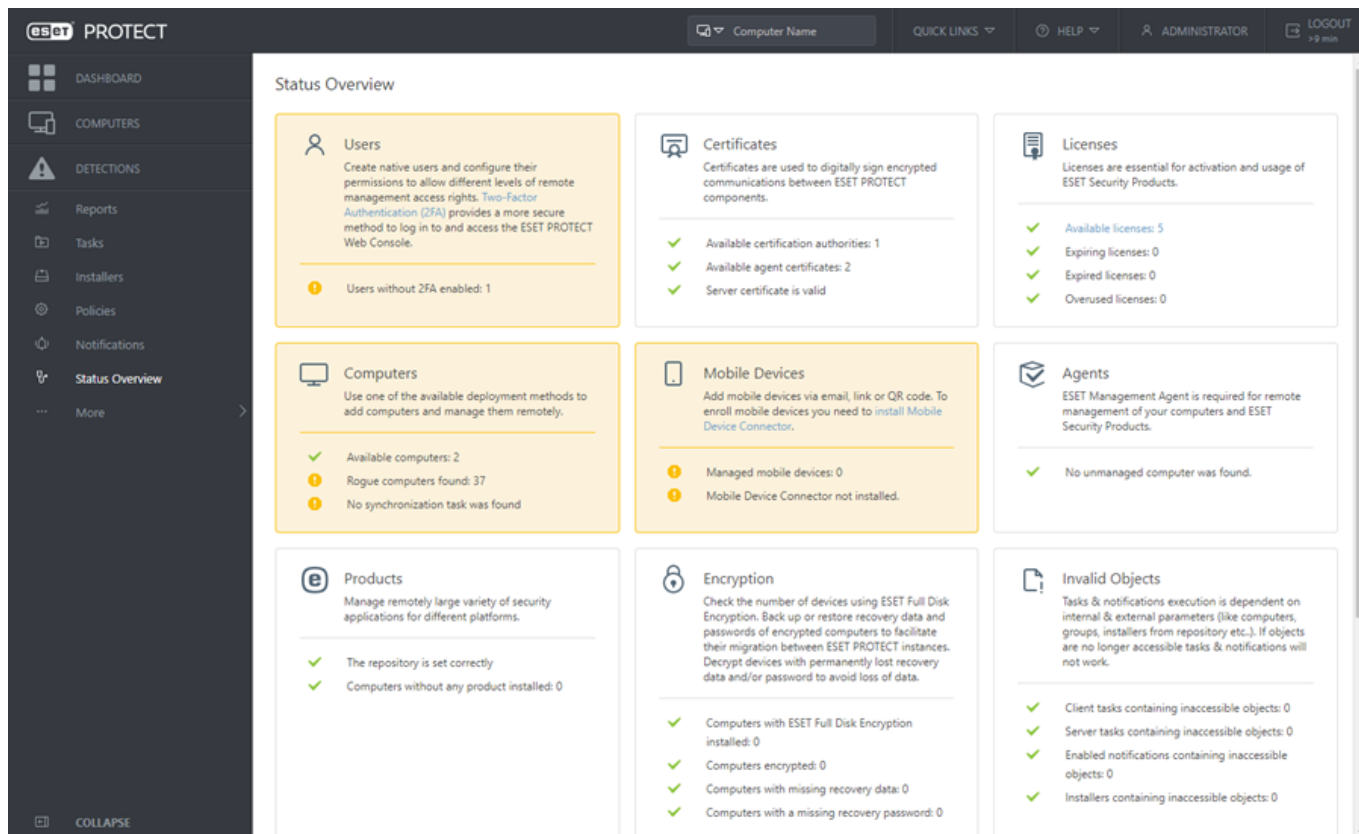 eset PROTECT
Computer Name
QUICK LINKS
HELP
ADMINISTRATOR
LOGOUT
>9 min
DASHBOARD
COMPUTERS
DETECTIONS
Reports
Tasks
Installers
Policies
Notifications
Status Overview
More
COLLAPSE
Status Overview
Users
Create native users and configure their
permissions to allow different levels of remote
management access rights. Two-Factor
Authentication (2FA) provides a more secure
method to log in to and access the ESET PROTECT
Web Console.
Users without 2FA enabled: 1
Certificates
Certificates are used to digitally sign encrypted
communications between ESET PROTECT
components.
Available certification authorities: 1
Available agent certificates: 2
Server certificate is valid
Licenses
Licenses are essential for activation and usage of
ESET Security Products.
Available licenses: 5
Expiring licenses: 0
Expired licenses: 0
Overused licenses: 0
Computers
Use one of the available deployment methods to
add computers and manage them remotely.
Available computers: 2
Rogue computers found: 37
No synchronization task was found
Mobile Devices
Add mobile devices via email, link or QR code. To
enroll mobile devices you need to install Mobile
Device Connector.
Managed mobile devices: 0
Mobile Device Connector not installed.
Agents
ESET Management Agent is required for remote
management of your computers and ESET
Security Products.
No unmanaged computer was found.
Products
Manage remotely large variety of security
applications for different platforms.
The repository is set correctly
Computers without any product installed: 0
Encryption
Check the number of devices using ESET Full Disk
Encryption. Back up or restore recovery data and
passwords of encrypted computers to facilitate
their migration between ESET PROTECT instances.
Decrypt devices with permanently lost recovery
data and/or password to avoid loss of data.
Computers with ESET Full Disk Encryption
installed: 0
Computers encrypted: 0
Computers with missing recovery data: 0
Computers with a missing recovery password: 0
Invalid Objects
Tasks & notifications execution is dependent on
internal & external parameters (like computers,
groups, installers from repository etc..). If objects
are no longer accessible tasks & notifications will
not work.
Client tasks containing inaccessible objects: 0
Server tasks containing inaccessible objects: 0
Enabled notifications containing inaccessible
objects: 0
Installers containing inaccessible objects: 0